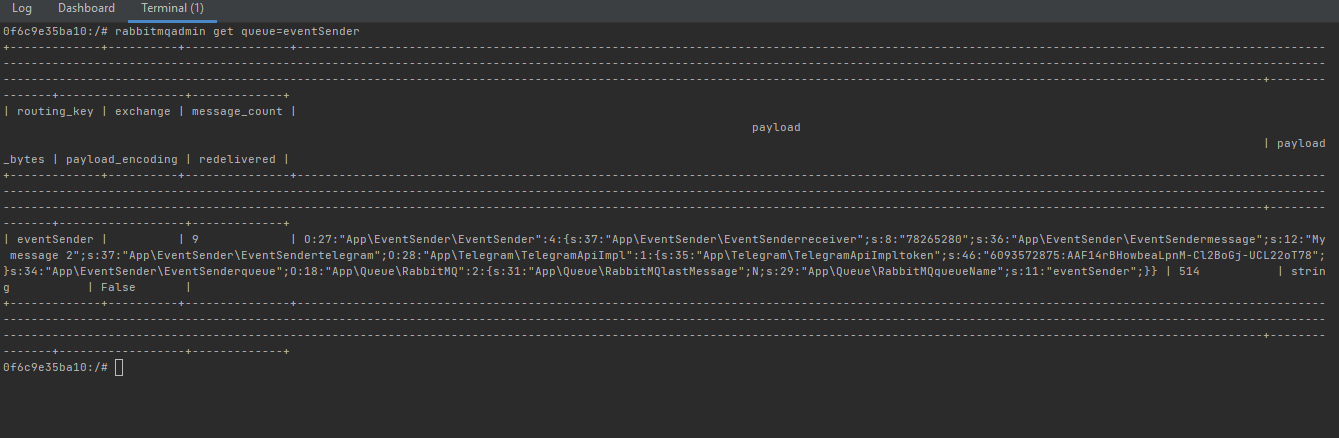 Log Dashboard Terminal (1)
0f6c9e35ba10:/# rabbitmqadmin get queue=eventSender
| routing_key | exchange | message_count |
payload
| payload
_bytes | payload_encoding | redelivered |
| eventSender | | 9 | O:27:"App\EventSender\EventSender":4:{s:37:"App\EventSender\EventSenderreceiver";s:8:"78265280";s:36:"App\EventSender\EventSendermessage";s:12:"My
message 2";s:37:"App\EventSender\EventSendertelegram";O:28:"App\Telegram\TelegramApiImpl":1:{s:35:"App\Telegram\TelegramApiImpltoken";s:46:"6093572875:AAF14rBHowbeaLpnM-Cl2BoGj-UCL22oT78";
}s:34:"App\EventSender\EventSenderqueue";O:18:"App\Queue\RabbitMQ":2:{s:31:"App\Queue\RabbitMQlastMessage";N;s:29:"App\Queue\RabbitMQqueueName";s:11:"eventSender";}} | 514 | strin
g | False |
0f6c9e35ba10:/#